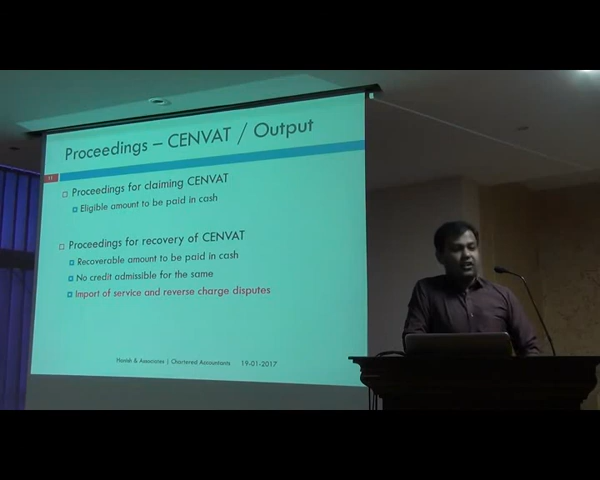 Proceedings – CENVAT / Output
Proceedings for claiming CENVAT
Eligible amount to be paid in cash
Proceedings for recovery of CENVAT
Recoverable amount to be paid in cash
No credit admissible for the same
Import of service and reverse charge disputes
& Associates | Chartered Accountants 19-01-2017